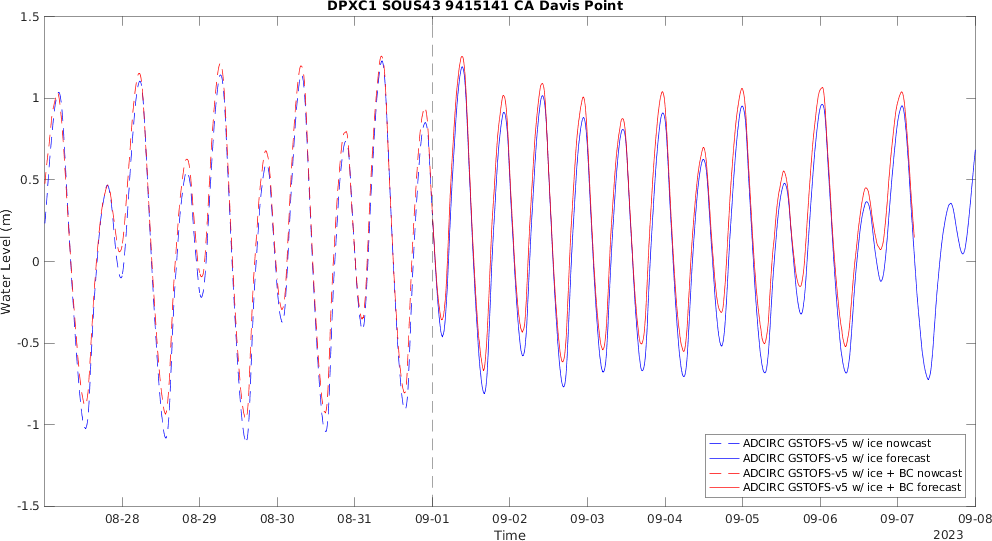 DPXC1 SOUS43 9415141 CA Davis Point
Water Level (m)
1.5
1
0.5
0
-0.5
-1
-1.5
08-28 08-29 08-30 08-31 09-01 09-02 09-03 09-04 09-05 09-06 09-07 09-08
Time
2023
ADCIRC GSTOFS-v5 w/ ice nowcast
ADCIRC GSTOFS-v5 w/ ice forecast
ADCIRC GSTOFS-v5 w/ ice + BC nowcast
ADCIRC GSTOFS-v5 w/ ice + BC forecast